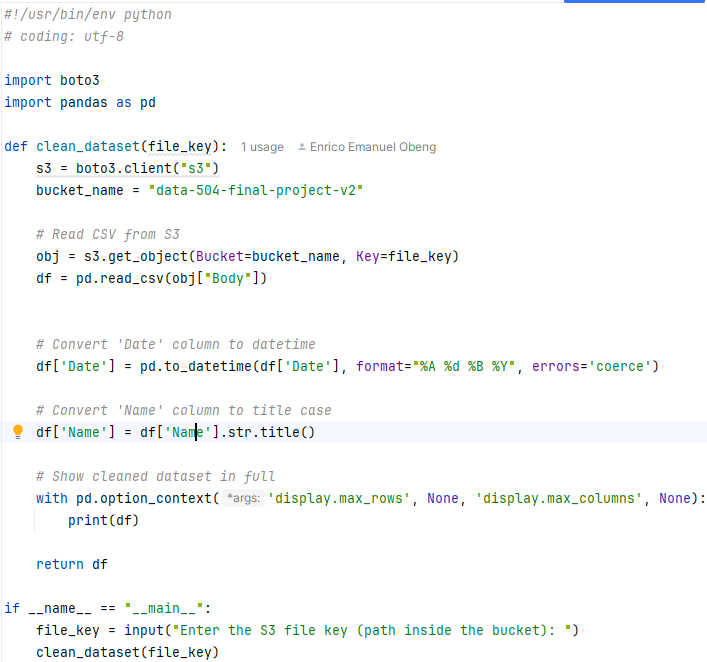 #!/usr/bin/env python
# coding: utf-8
import boto3
import pandas as pd
def clean_dataset(file_key): 1 usage Enrico Emanuel Obeng
s3 = boto3.client("s3")
bucket_name = "data-504-final-project-v2"
# Read CSV from S3
obj = s3.get_object(Bucket=bucket_name, Key=file_key)
df = pd.read_csv(obj["Body"])
# Convert 'Date' column to datetime
df['Date'] = pd.to_datetime(df['Date'], format="%A %d %B %Y", errors='coerce')
# Convert 'Name' column to title case
df['Name'] = df['Name'].str.title()
# Show cleaned dataset in full
with pd.option_context( *args: 'display.max_rows', None, 'display.max_columns', None):
print(df)
return df
if __name__ == "__main__":
file_key = input("Enter the S3 file key (path inside the bucket): ")
clean_dataset(file_key)